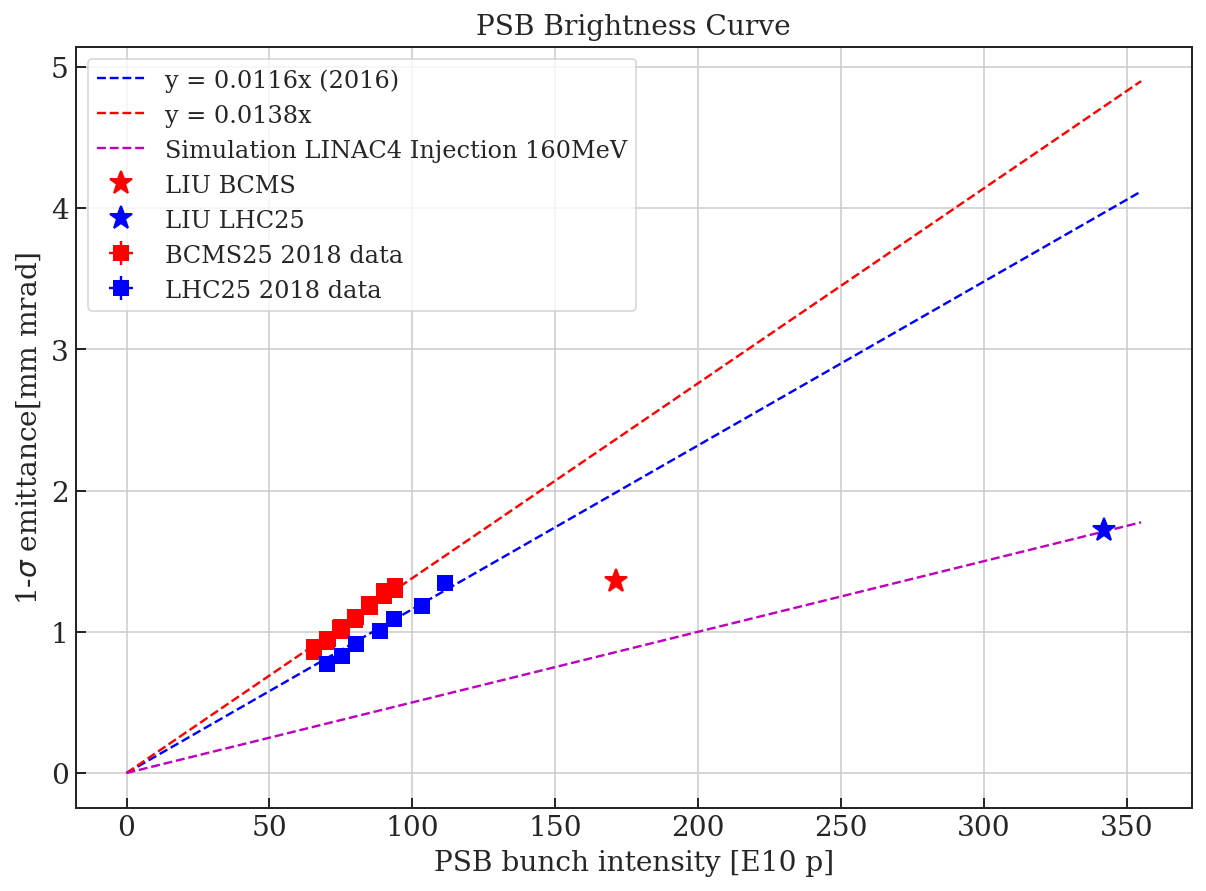 PSB Brightness Curve
y = 0.0116x (2016)
y = 0.0138x
Simulation LINAC4 Injection 160MeV
LIU BCMS
LIU LHC25
BCMS25 2018 data
LHC25 2018 data
1-σ emittance[mm mrad]
5
4
3
2
1
0
0 50 100 150 200 250 300 350
PSB bunch intensity [E10 p]